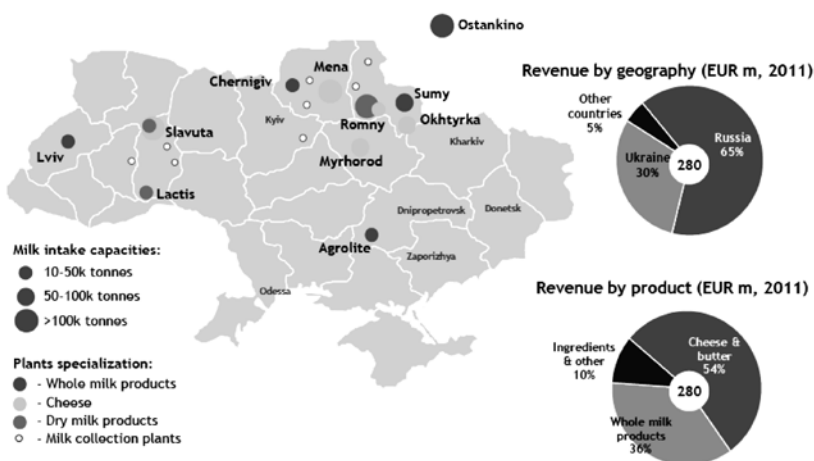 Ostankino
Mena
Chernigiv
Sumy
Kyiv
Romny
Okhtyrka
Slavuta
Kharkiv
Lviv
Myrhorod
Lactis
Dnipropetrovsk
Donetsk
Agrolite
Zaporizhya
Odessa
Milk intake capacities:
10-50k tonnes
50-100k tonnes
>100k tonnes
Plants specialization:
- Whole milk products
- Cheese
- Dry milk products
- Milk collection plants
Revenue by geography (EUR m, 2011)
Other
countries
5%
Russia
65%
Ukraine
30%
280
Revenue by product (EUR m, 2011)
Ingredients
& other
10%
Cheese &
butter
54%
280
Whole milk
products
36%